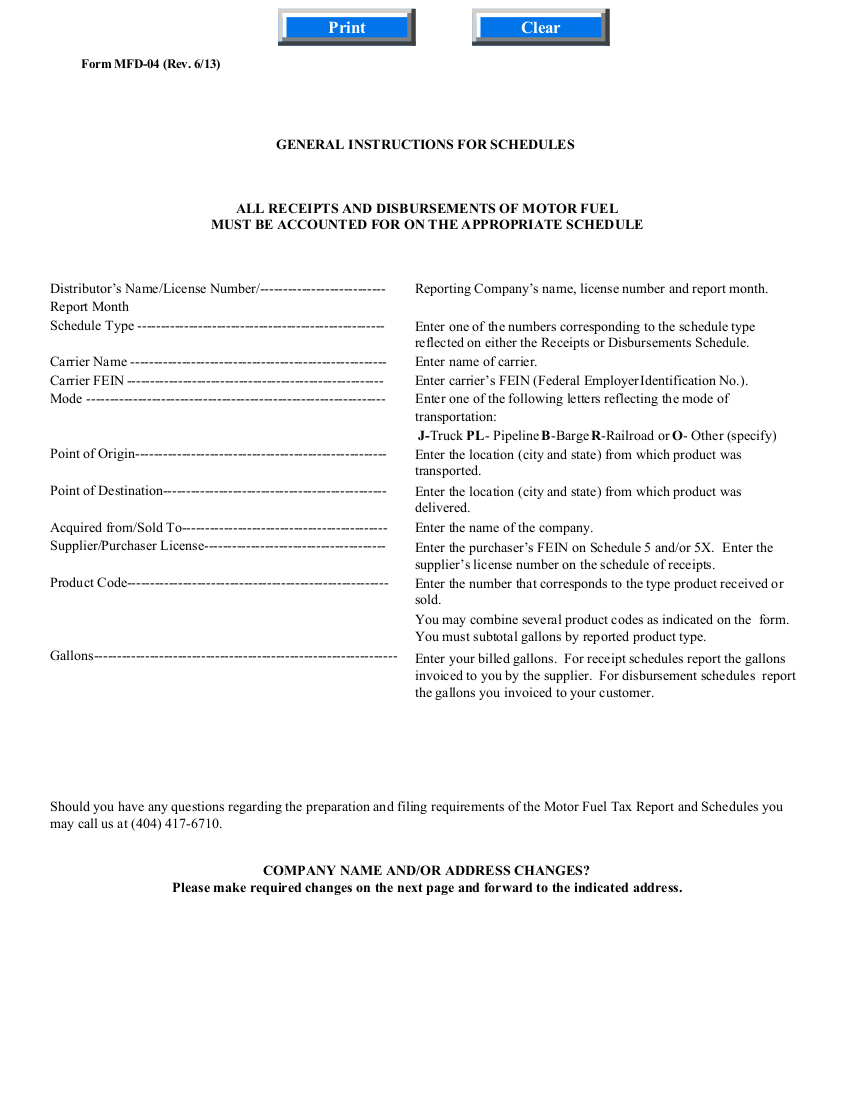 Print Clear
Form MFD-04 (Rev. 6/13)
GENERAL INSTRUCTIONS FOR SCHEDULES
ALL RECEIPTS AND DISBURSEMENTS OF MOTOR FUEL
MUST BE ACCOUNTED FOR ON THE APPROPRIATE SCHEDULE
Distributor’s Name/License Number/--------------------------- Reporting Company’s name, license number and report month.
Report Month
Schedule Type ----------------------------------------------------- Enter one of the numbers corresponding to the schedule type
reflected on either the Receipts or Disbursements Schedule.
Carrier Name ------------------------------------------------------- Enter name of carrier.
Carrier FEIN ------------------------------------------------------- Enter carrier’s FEIN (Federal Employer Identification No.).
Mode ---------------------------------------------------------------- Enter one of the following letters reflecting the mode of
transportation:
J-Truck PL- Pipeline B-Barge R-Railroad or O- Other (specify)
Point of Origin------------------------------------------------------ Enter the location (city and state) from which product was
transported.
Point of Destination------------------------------------------------ Enter the location (city and state) from which product was
delivered.
Acquired from/Sold To-------------------------------------------- Enter the name of the company.
Supplier/Purchaser License--------------------------------------- Enter the purchaser’s FEIN on Schedule 5 and/or 5X. Enter the
supplier’s license number on the schedule of receipts.
Product Code-------------------------------------------------------- Enter the number that corresponds to the type product received or
sold.
You may combine several product codes as indicated on the form.
You must subtotal gallons by reported product type.
Gallons----------------------------------------------------------------- Enter your billed gallons. For receipt schedules report the gallons
invoiced to you by the supplier. For disbursement schedules report
the gallons you invoiced to your customer.
Should you have any questions regarding the preparation and filing requirements of the Motor Fuel Tax Report and Schedules you
may call us at (404) 417-6710.
COMPANY NAME AND/OR ADDRESS CHANGES?
Please make required changes on the next page and forward to the indicated address.